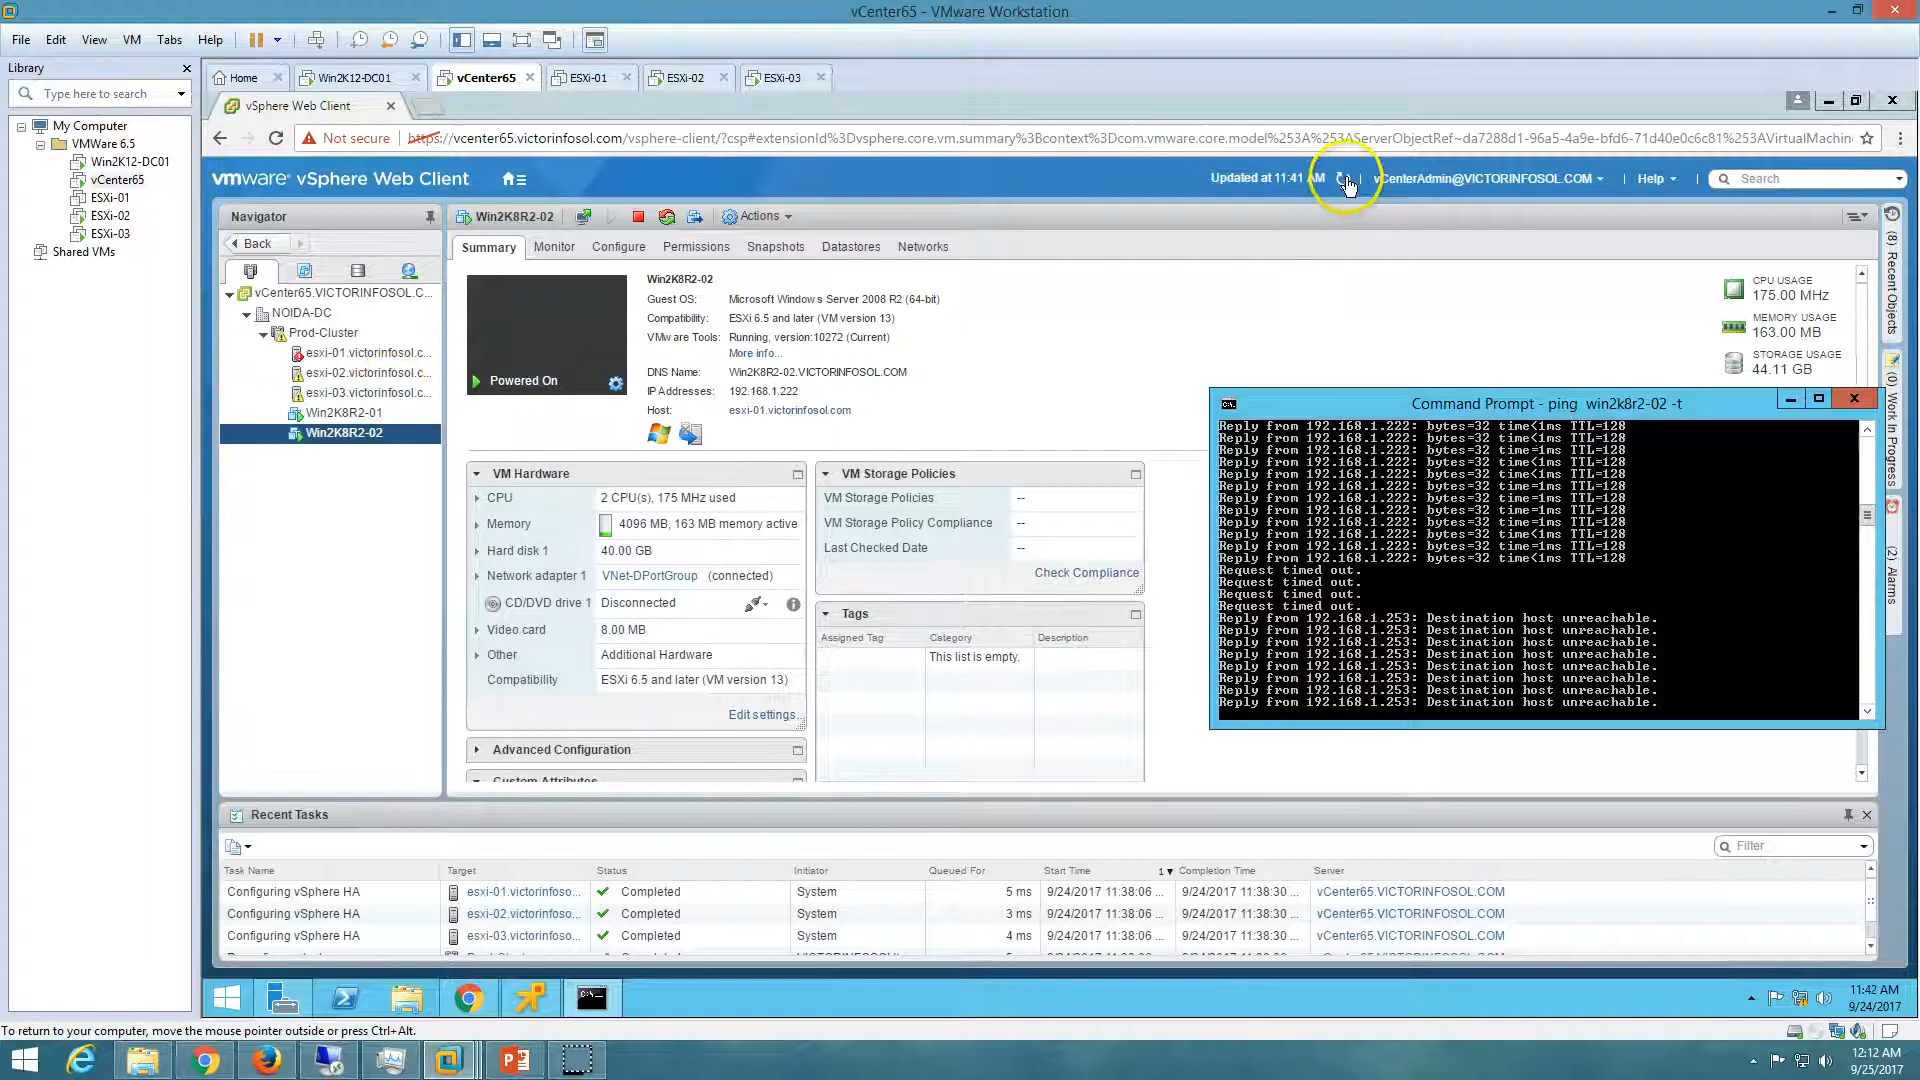 vCenter65 - VMware Workstation
File Edit View VM Tabs Help
Library
Type here to search
My Computer
VMWare 6.5
Win2K12-DC01
vCenter65
ESXi-01
ESXi-02
ESXi-03
Shared VMs
Home Win2K12-DC01 vCenter65 ESXi-01 ESXi-02 ESXi-03
vSphere Web Client
Not secure https://vcenter65.victorinfosol.com/vsphere-client/?csp#extensionId%3Dvsphere.core.vm.summary%3Bcontext%3Dcom.vmware.core.model%253A%253AServerObjectRef~da7288d1-96a5-4a9e-bfd6-71d40e0c6c81%253AVirtualMachin
vmware vSphere Web Client Updated at 11:41 AM vCenterAdmin@VICTORINFOSOL.COM Help Search
Navigator
Back
vCenter65.VICTORINFOSOL.C...
NOIDA-DC
Prod-Cluster
esxi-01.victorinfosol.c...
esxi-02.victorinfosol.c...
esxi-03.victorinfosol.c...
Win2K8R2-01
Win2K8R2-02
Win2K8R2-02 Actions
Summary Monitor Configure Permissions Snapshots Datastores Networks
Powered On
Win2K8R2-02
Guest OS: Microsoft Windows Server 2008 R2 (64-bit)
Compatibility: ESXi 6.5 and later (VM version 13)
VMware Tools: Running, version:10272 (Current)
More info...
DNS Name: Win2K8R2-02.VICTORINFOSOL.COM
IP Addresses: 192.168.1.222
Host: esxi-01.victorinfosol.com
CPU USAGE
175.00 MHz
MEMORY USAGE
163.00 MB
STORAGE USAGE
44.11 GB
(8) Recent Objects
(0) Work In Progress
(2) Alarms
VM Hardware
CPU 2 CPU(s), 175 MHz used
Memory 4096 MB, 163 MB memory active
Hard disk 1 40.00 GB
Network adapter 1 VNet-DPortGroup (connected)
CD/DVD drive 1 Disconnected
Video card 8.00 MB
Other Additional Hardware
Compatibility ESXi 6.5 and later (VM version 13)
Edit settings...
Advanced Configuration
Custom Attributes
VM Storage Policies
VM Storage Policies --
VM Storage Policy Compliance --
Last Checked Date --
Check Compliance
Tags
Assigned Tag Category Description
This list is empty.
Command Prompt - ping win2k8r2-02 -t
Reply from 192.168.1.222: bytes=32 time<1ms TTL=128
Reply from 192.168.1.222: bytes=32 time=1ms TTL=128
Reply from 192.168.1.222: bytes=32 time<1ms TTL=128
Reply from 192.168.1.222: bytes=32 time<1ms TTL=128
Reply from 192.168.1.222: bytes=32 time<1ms TTL=128
Reply from 192.168.1.222: bytes=32 time=1ms TTL=128
Reply from 192.168.1.222: bytes=32 time<1ms TTL=128
Reply from 192.168.1.222: bytes=32 time<1ms TTL=128
Reply from 192.168.1.222: bytes=32 time<1ms TTL=128
Reply from 192.168.1.222: bytes=32 time<1ms TTL=128
Reply from 192.168.1.222: bytes=32 time=1ms TTL=128
Reply from 192.168.1.222: bytes=32 time<1ms TTL=128
Request timed out.
Request timed out.
Request timed out.
Request timed out.
Reply from 192.168.1.253: Destination host unreachable.
Reply from 192.168.1.253: Destination host unreachable.
Reply from 192.168.1.253: Destination host unreachable.
Reply from 192.168.1.253: Destination host unreachable.
Reply from 192.168.1.253: Destination host unreachable.
Reply from 192.168.1.253: Destination host unreachable.
Reply from 192.168.1.253: Destination host unreachable.
Reply from 192.168.1.253: Destination host unreachable.
Recent Tasks
Filter
Task Name Target Status Initiator Queued For Start Time 1 Completion Time Server
Configuring vSphere HA esxi-01.victorinfoso... Completed System 5 ms 9/24/2017 11:38:06 ... 9/24/2017 11:38:30 ... vCenter65.VICTORINFOSOL.COM
Configuring vSphere HA esxi-02.victorinfoso... Completed System 3 ms 9/24/2017 11:38:06 ... 9/24/2017 11:38:30 ... vCenter65.VICTORINFOSOL.COM
Configuring vSphere HA esxi-03.victorinfoso... Completed System 4 ms 9/24/2017 11:38:06 ... 9/24/2017 11:38:30 ... vCenter65.VICTORINFOSOL.COM
11:42 AM
9/24/2017
To return to your computer, move the mouse pointer outside or press Ctrl+Alt.
12:12 AM
9/25/2017